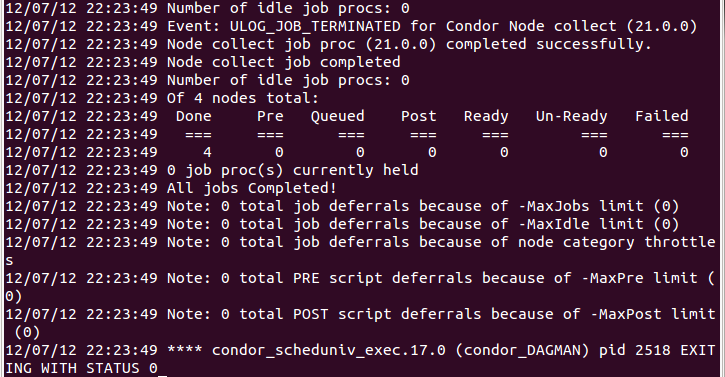 12/07/12 22:23:49 Number of idle job procs: 0
12/07/12 22:23:49 Event: ULOG_JOB_TERMINATED for Condor Node collect (21.0.0)
12/07/12 22:23:49 Node collect job proc (21.0.0) completed successfully.
12/07/12 22:23:49 Node collect job completed
12/07/12 22:23:49 Number of idle job procs: 0
12/07/12 22:23:49 Of 4 nodes total:
12/07/12 22:23:49  Done     Pre   Queued    Post   Ready   Un-Ready   Failed
12/07/12 22:23:49   ===     ===      ===     ===     ===        ===      ===
12/07/12 22:23:49     4       0        0       0       0          0        0
12/07/12 22:23:49 0 job proc(s) currently held
12/07/12 22:23:49 All jobs Completed!
12/07/12 22:23:49 Note: 0 total job deferrals because of -MaxJobs limit (0)
12/07/12 22:23:49 Note: 0 total job deferrals because of -MaxIdle limit (0)
12/07/12 22:23:49 Note: 0 total job deferrals because of node category throttle
s
12/07/12 22:23:49 Note: 0 total PRE script deferrals because of -MaxPre limit (
0)
12/07/12 22:23:49 Note: 0 total POST script deferrals because of -MaxPost limit
 (0)
12/07/12 22:23:49 **** condor_scheduniv_exec.17.0 (condor_DAGMAN) pid 2518 EXIT
ING WITH STATUS 0